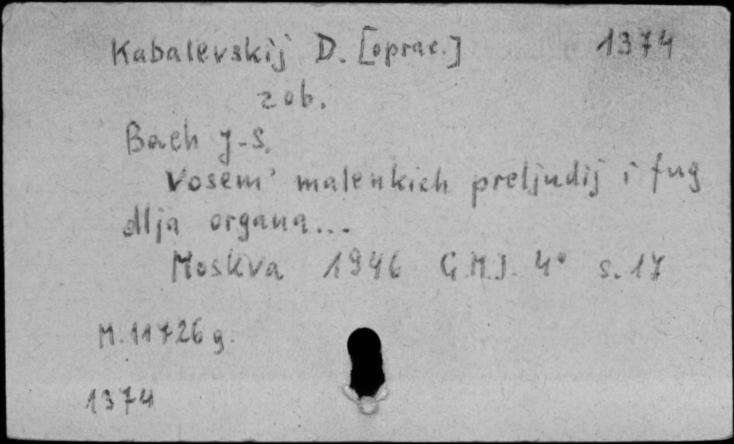 Kabalevskij D. [oprac.] 1374
zob.
Bach J-S.
Vosem' malenkich preljudij i fug
dlja organa...
Moskva 1946 G.M.J. 4° s. 17
M. 11726 g.
1374